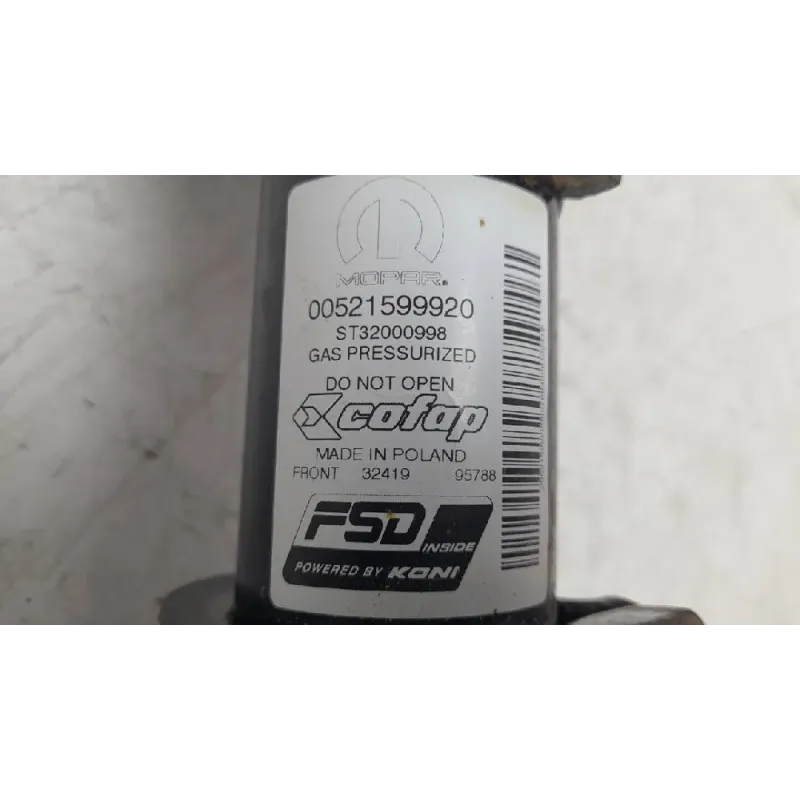 MOPAR®
00521599920
ST32000998
GAS PRESSURIZED
DO NOT OPEN
cofap
MADE IN POLAND
FRONT 32419 95788
FSD
INSIDE
POWERED BY KONI